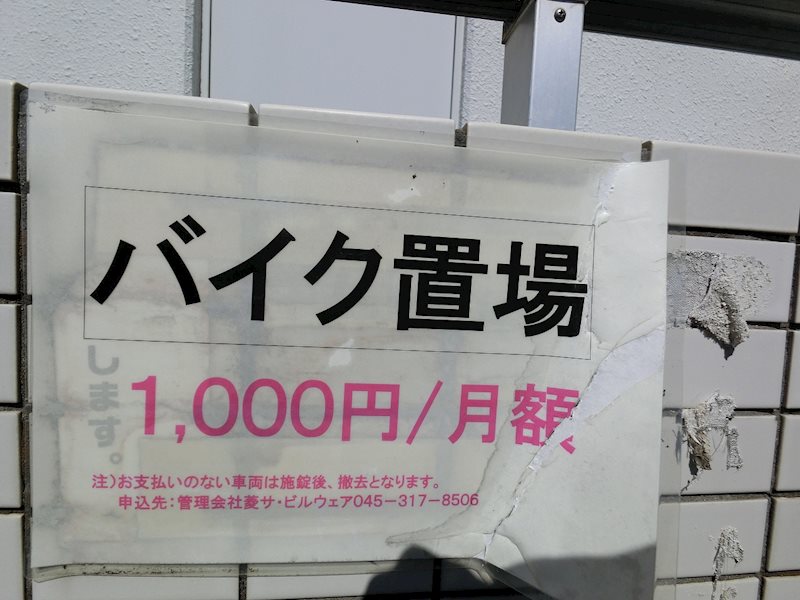 バイク置場
1,000円/月額
します。
注)お支払いのない車両は施錠後、撤去となります。
申込先:管理会社菱サ・ビルウェア045-317-8506